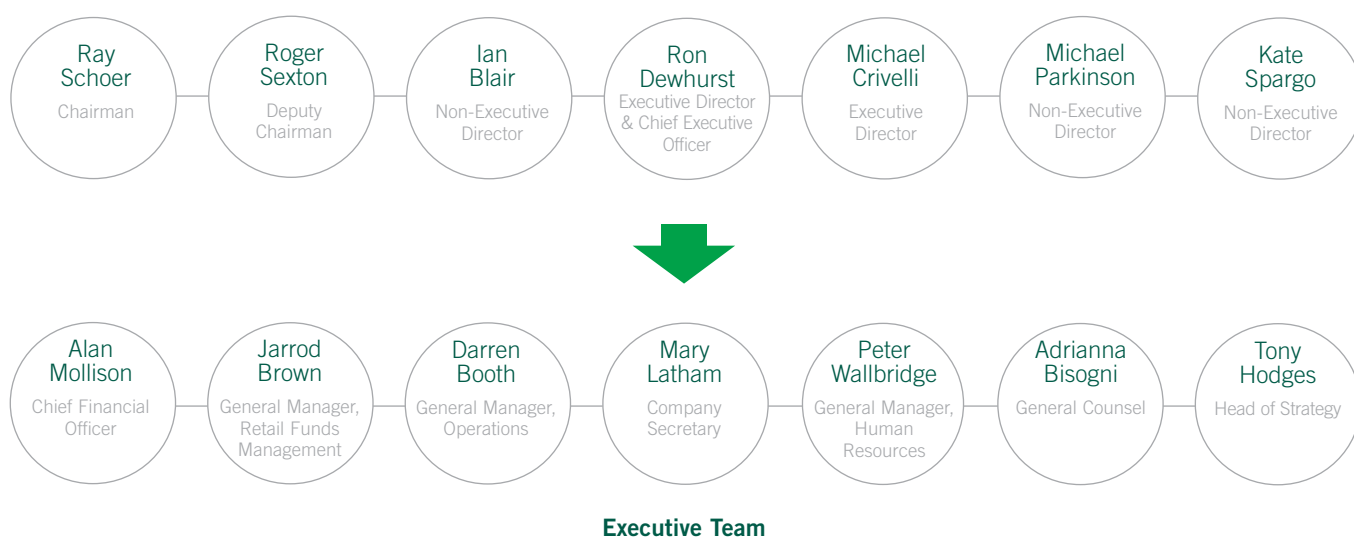 Ray
Schoer
Chairman
Roger
Sexton
Deputy
Chairman
Ian
Blair
Non-Executive
Director
Ron
Dewhurst
Executive Director
& Chief Executive
Officer
Michael
Crivelli
Executive
Director
Michael
Parkinson
Non-Executive
Director
Kate
Spargo
Non-Executive
Director
Alan
Mollison
Chief Financial
Officer
Jarrod
Brown
General Manager,
Retail Funds
Management
Darren
Booth
General Manager,
Operations
Mary
Latham
Company
Secretary
Peter
Wallbridge
General Manager,
Human
Resources
Adrianna
Bisogni
General Counsel
Tony
Hodges
Head of Strategy
Executive Team